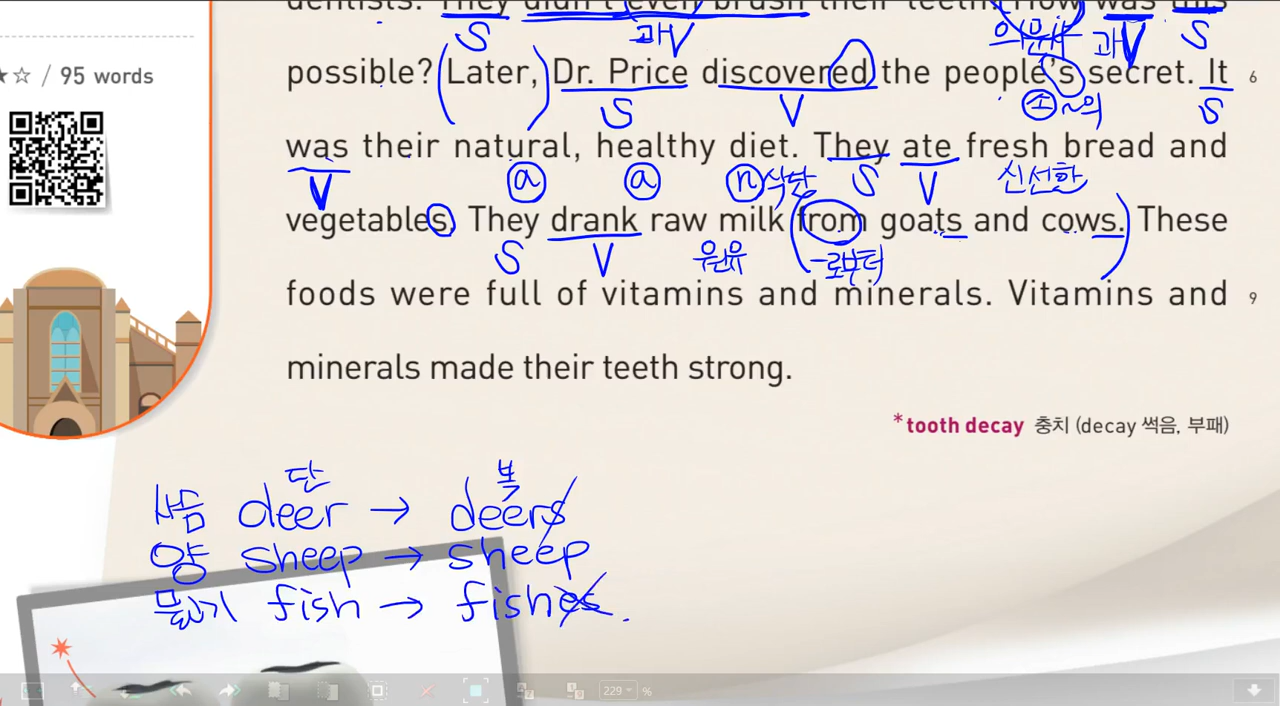 dentists. They didn't even brush their teeth. How was this
S 과V 의문사 과V S
★☆ / 95 words
possible? (Later,) Dr. Price discovered the people's secret. It 6
S V 소 ~의 S
was their natural, healthy diet. They ate fresh bread and
V a a n 식단 S V 신선한
vegetables. They drank raw milk (from goats and cows.) These
S V 원유 -로부터
foods were full of vitamins and minerals. Vitamins and 9
minerals made their teeth strong.
*tooth decay 충치 (decay 썩음, 부패)
단 복
사슴 deer → deers
양 sheep → sheep
물고기 fish → fishes.
229 %